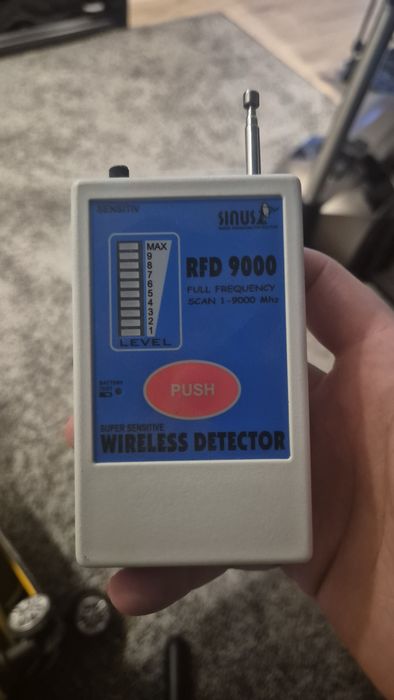 SENSITIV
SINUS
MAX
9
8
7
6
5
4
3
2
1
LEVEL
RFD 9000
FULL FREQUENCY
SCAN 1-9000 Mhz
BATTERY
TEST
PUSH
SUPER SENSITIVE
WIRELESS DETECTOR